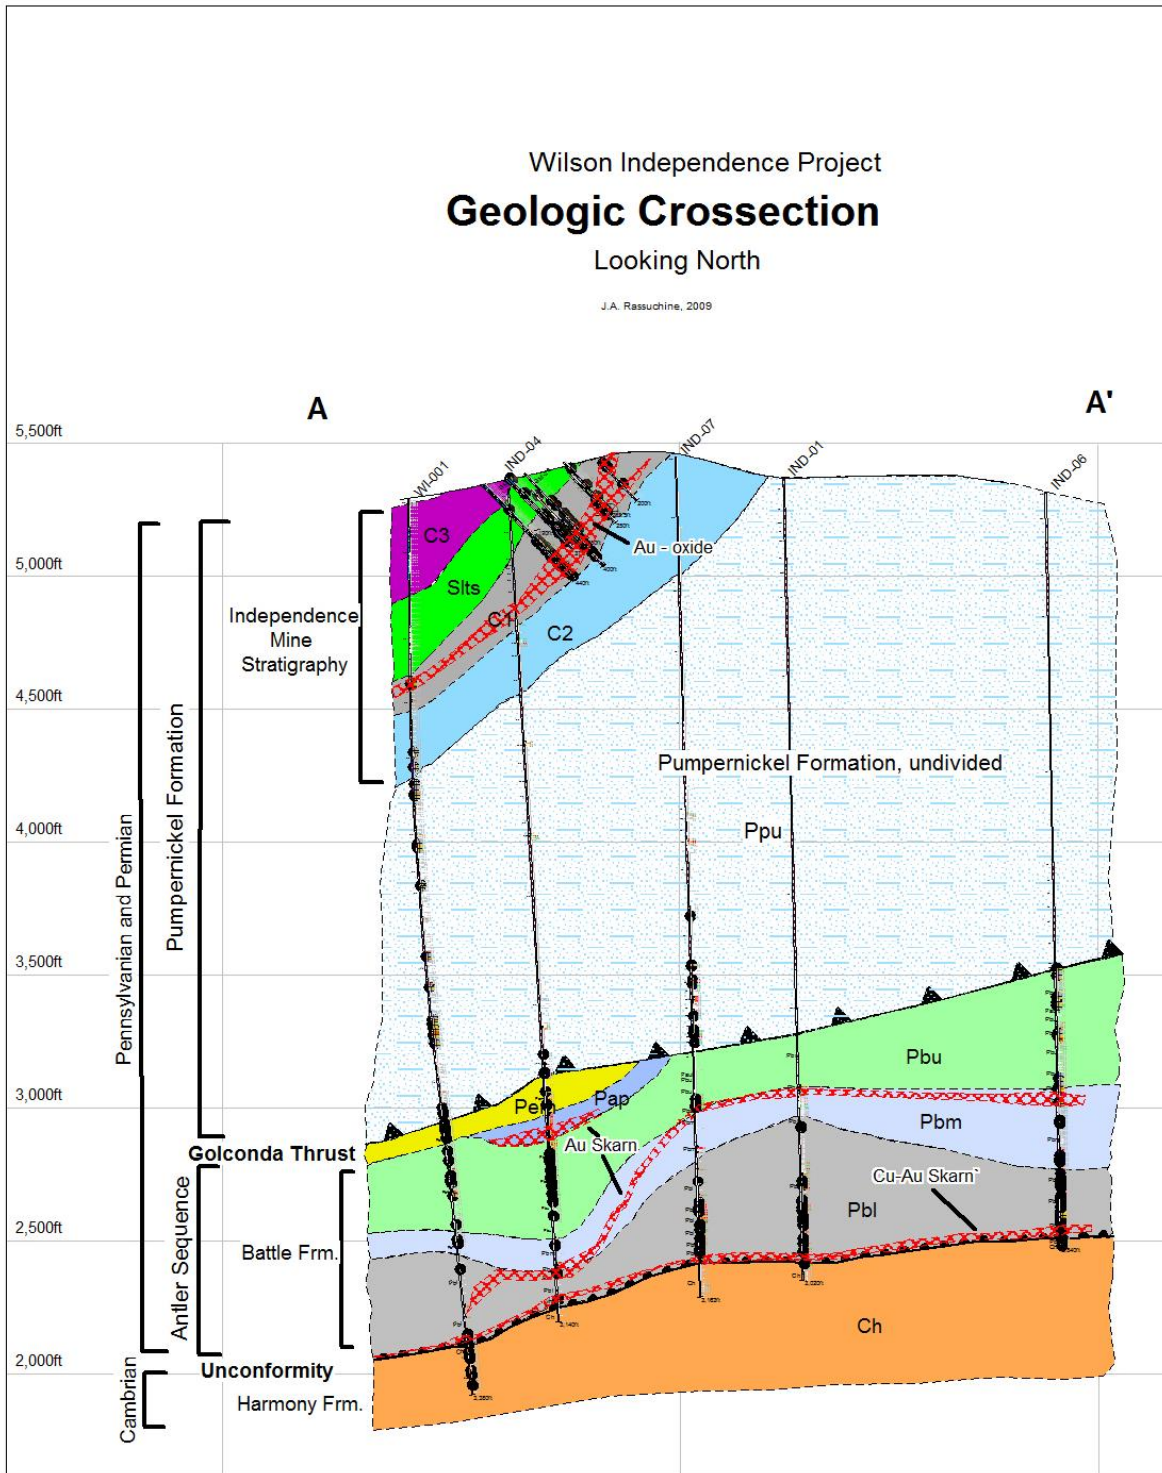 Wilson Independence Project
Geologic Crossection
Looking North
J.A. Rassuchine, 2009
A
A'
5,500ft
5,000ft
4,500ft
4,000ft
3,500ft
3,000ft
2,500ft
2,000ft
WI-001
IND-04
IND-07
IND-01
IND-06
C3
Slts
C1
C2
Au - oxide
440ft
400ft
Independence
Mine
Stratigraphy
Pumpernickel Formation
Pennsylvanian and Permian
Pumpernickel Formation, undivided
Ppu
Pem
Pap
Pbu
Pbm
Pbl
Au Skarn
Cu-Au Skarn`
Ch
Golconda Thrust
Antler Sequence
Battle Frm.
Unconformity
Cambrian
Harmony Frm.